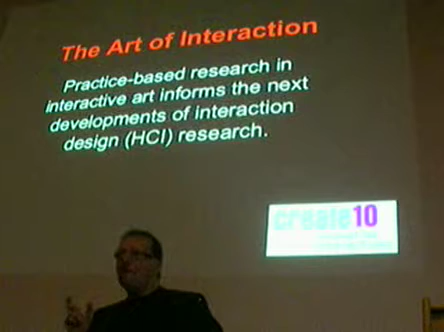 The Art of Interaction
Practice-based research in
interactive art informs the next
developments of interaction
design (HCI) research.
create10